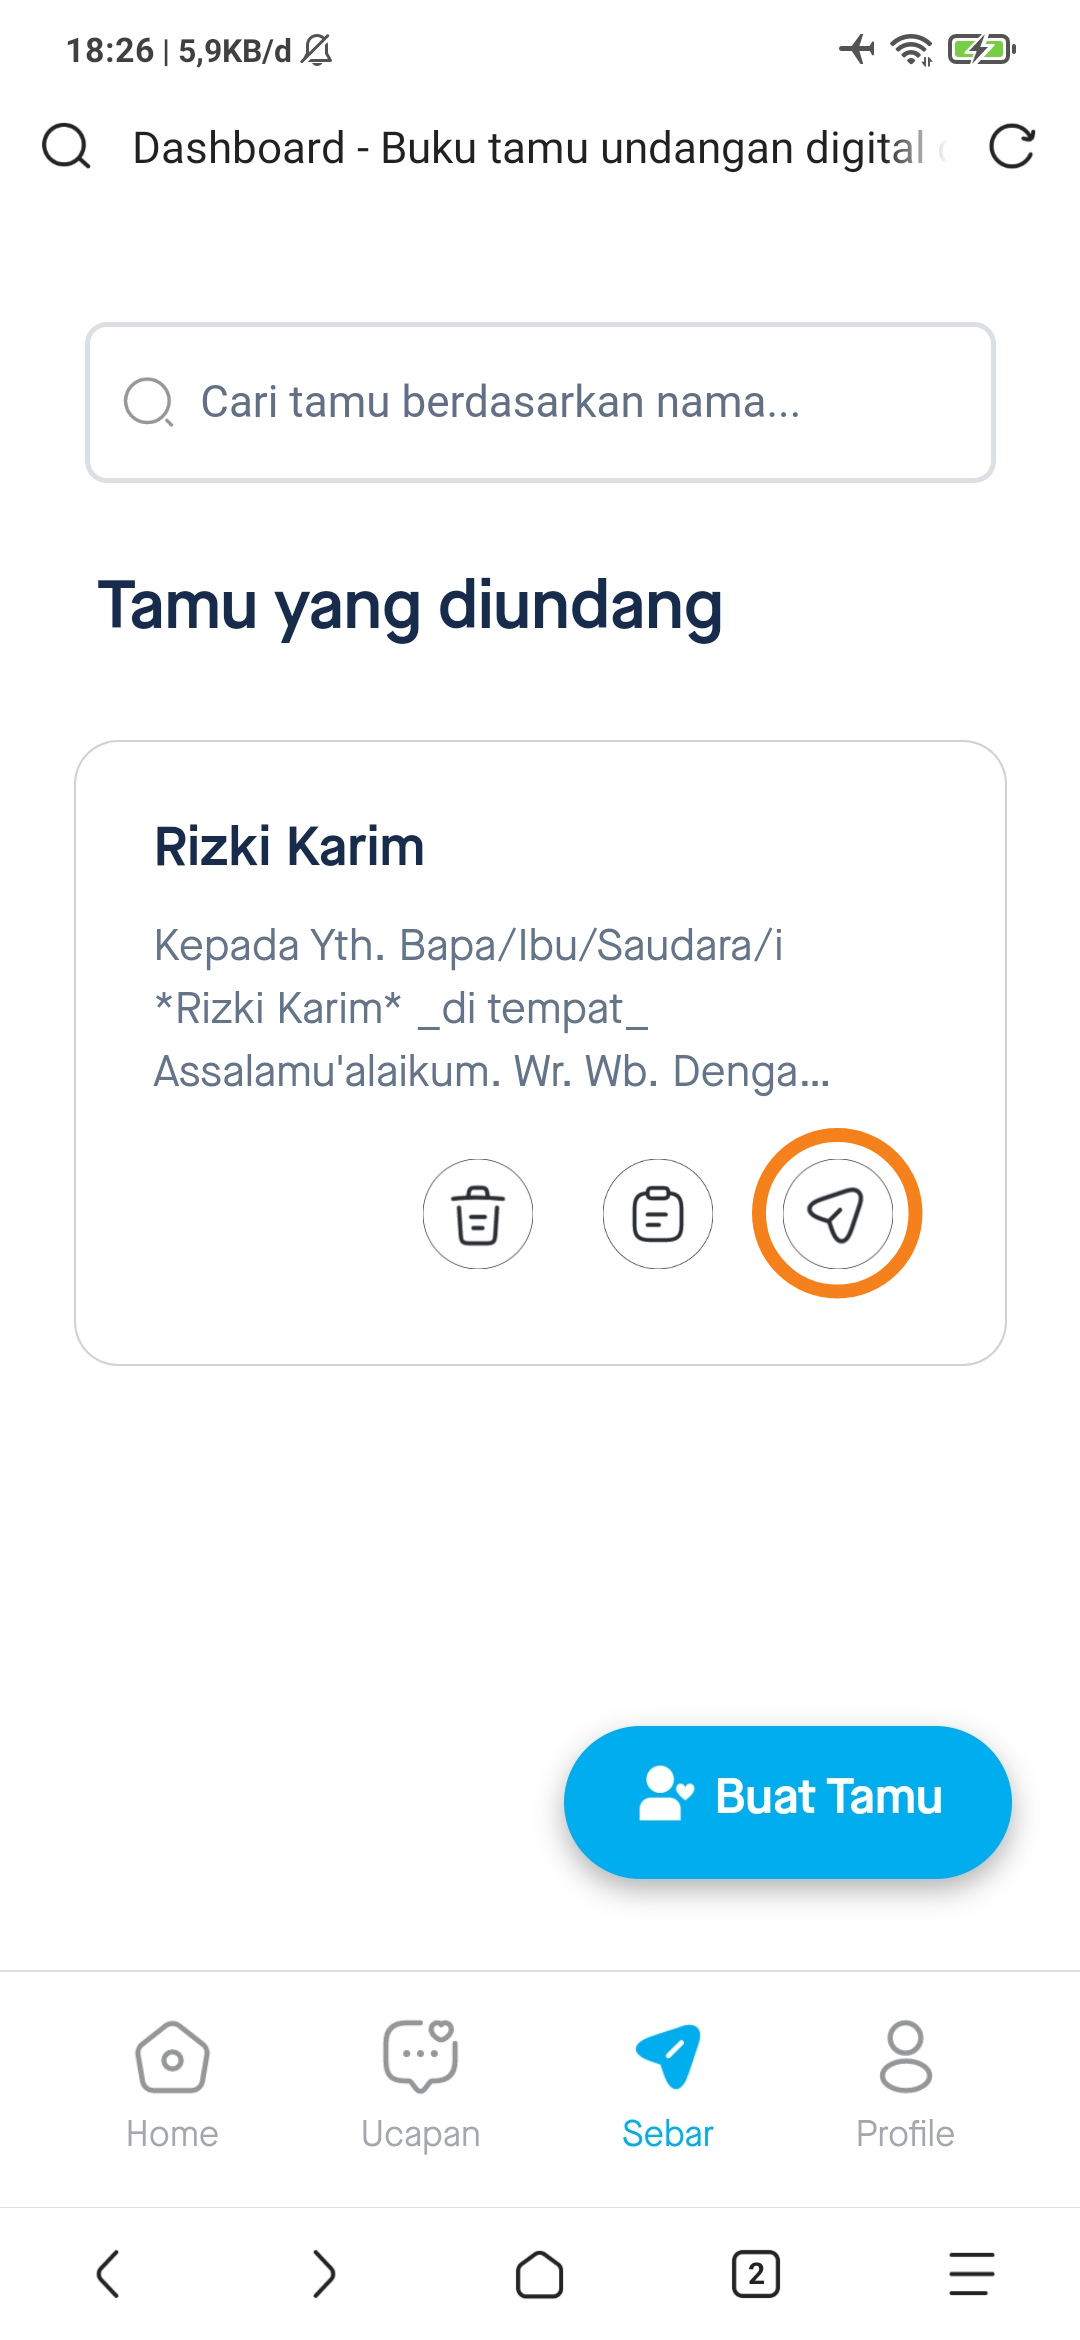 18:26 | 5,9KB/d
Dashboard - Buku tamu undangan digital
Cari tamu berdasarkan nama...
Tamu yang diundang
Rizki Karim
Kepada Yth. Bapa/Ibu/Saudara/i
*Rizki Karim* _di tempat_
Assalamu'alaikum. Wr. Wb. Denga...
Buat Tamu
Home
Ucapan
Sebar
Profile
2